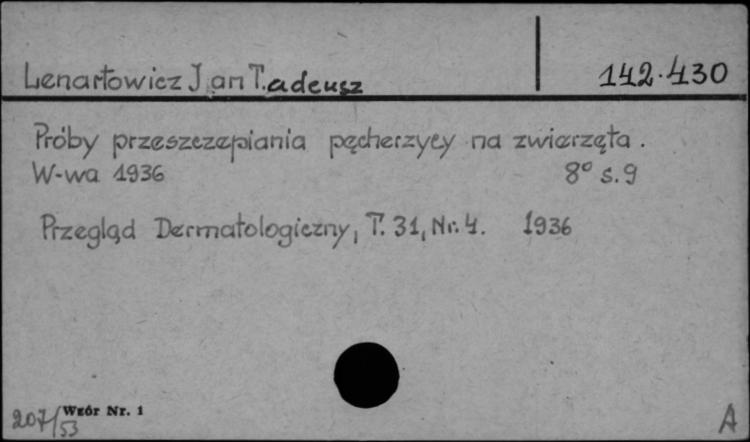 Lenartowicz Jan T.adeusz 142.430
Próby przeszczepiania pęcherzycy na zwierzęta.
W-wa 1936 8° s.9
Przegląd Dermatologiczny, T. 31, Nr. 4. 1936
207/53 Wzór Nr. 1 A